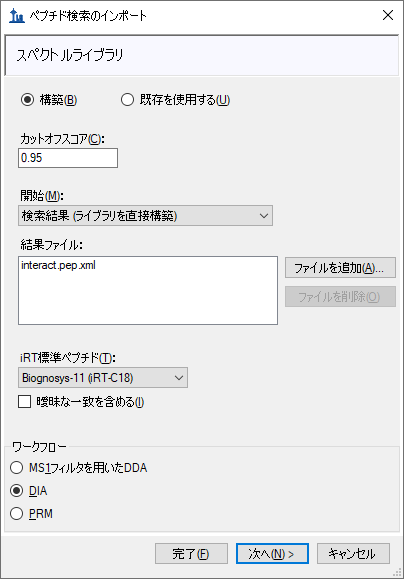 ペプチド検索のインポート
スペクトルライブラリ
構築(B) 既存を使用する(U)
カットオフスコア(C):
0.95
開始(M):
検索結果 (ライブラリを直接構築)
結果ファイル:
interact.pep.xml
ファイルを追加(A)...
ファイルを削除(O)
iRT標準ペプチド(T):
Biognosys-11 (iRT-C18)
曖昧な一致を含める(I)
ワークフロー
MS1フィルタを用いたDDA
DIA
PRM
完了(F) 次へ(N) > キャンセル